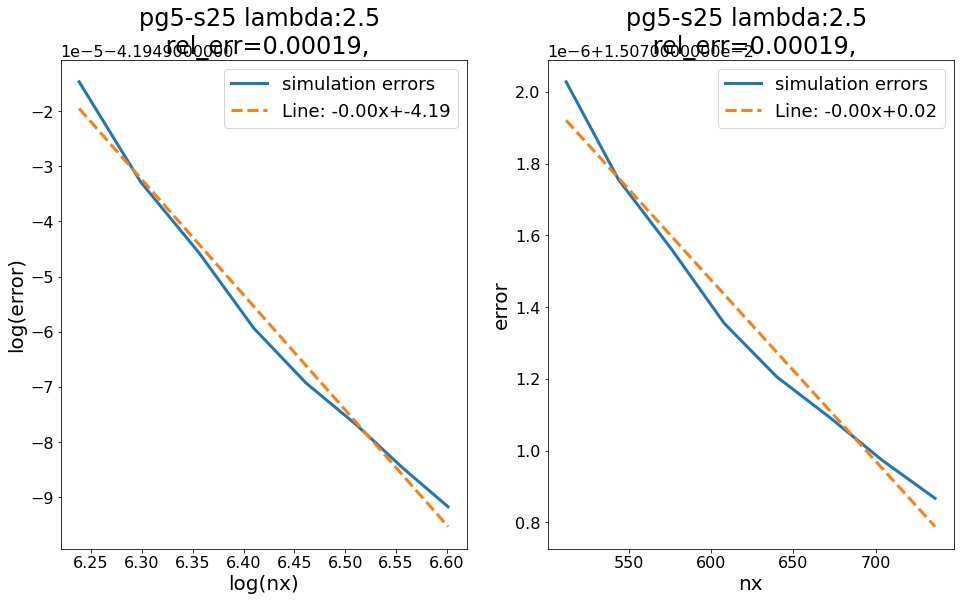 pg5-s25 lambda:2.5
rel_err=0.00019,
1e−5−4.1949000000
simulation errors
Line: -0.00x+-4.19
−2
−3
−4
−5
−6
−7
−8
−9
log(error)
6.25 6.30 6.35 6.40 6.45 6.50 6.55 6.60
log(nx)
pg5-s25 lambda:2.5
rel_err=0.00019,
1e−6+1.5070000000e−2
simulation errors
Line: -0.00x+0.02
2.0
1.8
1.6
1.4
1.2
1.0
0.8
error
550 600 650 700
nx